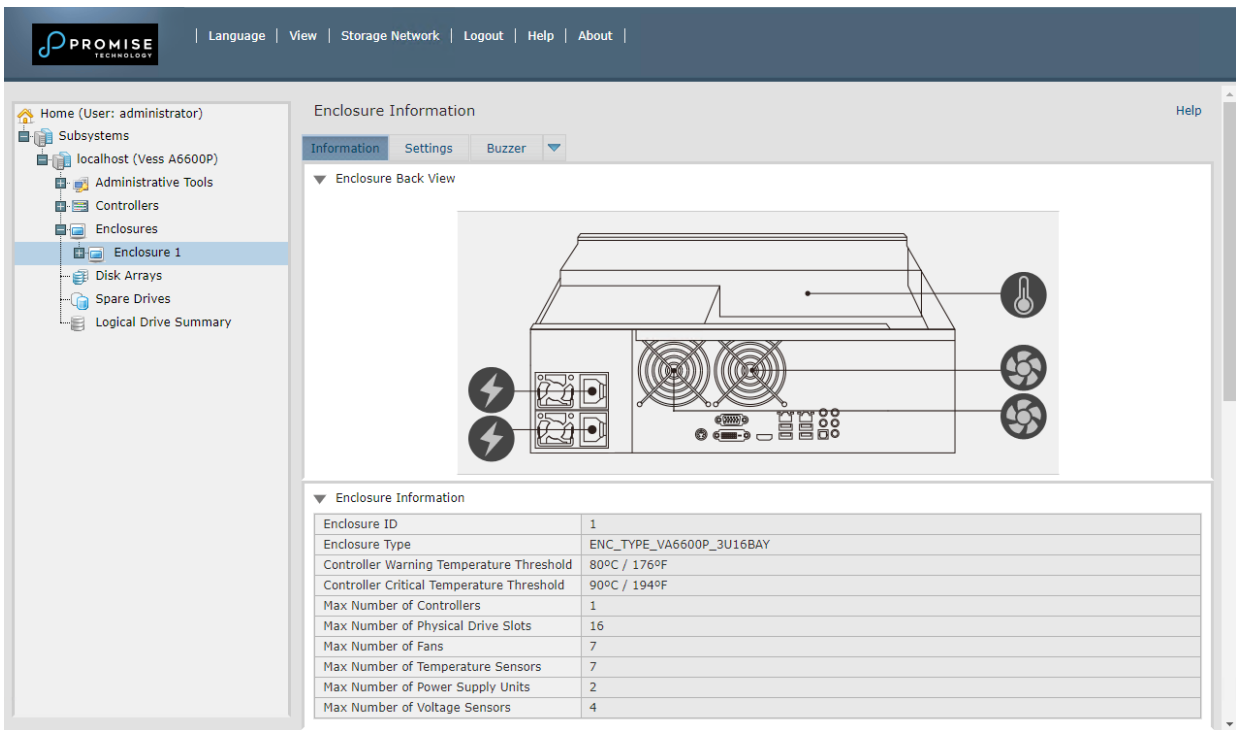 PROMISE
TECHNOLOGY
| Language | View | Storage Network | Logout | Help | About |
Home (User: administrator)
Subsystems
localhost (Vess A6600P)
Administrative Tools
Controllers
Enclosures
Enclosure 1
Disk Arrays
Spare Drives
Logical Drive Summary
Enclosure Information
Help
Information Settings Buzzer
Enclosure Back View
Enclosure Information
Enclosure ID 1
Enclosure Type ENC_TYPE_VA6600P_3U16BAY
Controller Warning Temperature Threshold 80ºC / 176ºF
Controller Critical Temperature Threshold 90ºC / 194ºF
Max Number of Controllers 1
Max Number of Physical Drive Slots 16
Max Number of Fans 7
Max Number of Temperature Sensors 7
Max Number of Power Supply Units 2
Max Number of Voltage Sensors 4